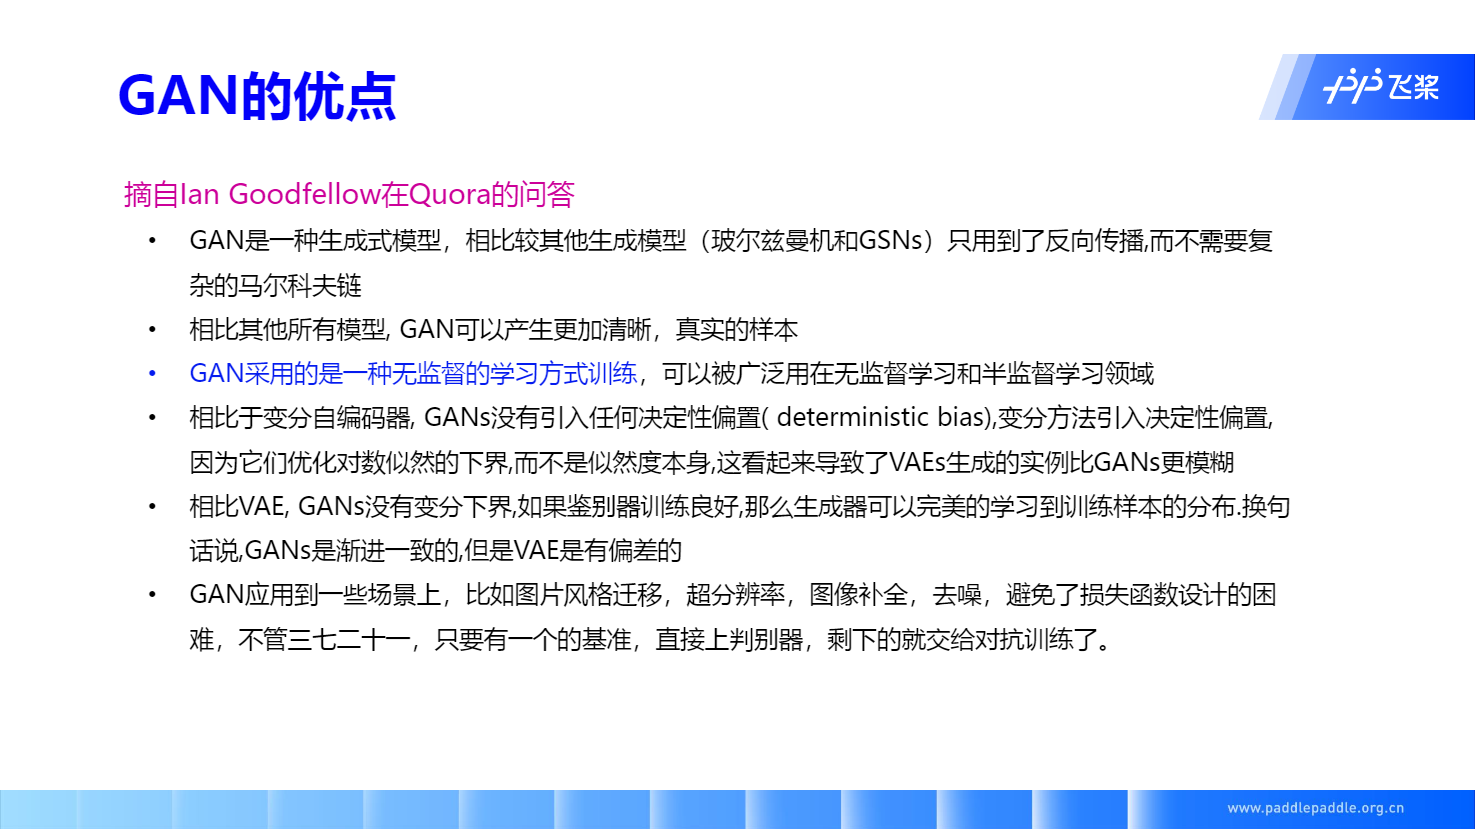 GAN的优点
飞桨
摘自Ian Goodfellow在Quora的问答
• GAN是一种生成式模型，相比较其他生成模型（玻尔兹曼机和GSNs）只用到了反向传播,而不需要复
杂的马尔科夫链
• 相比其他所有模型, GAN可以产生更加清晰，真实的样本
• GAN采用的是一种无监督的学习方式训练，可以被广泛用在无监督学习和半监督学习领域
• 相比于变分自编码器, GANs没有引入任何决定性偏置( deterministic bias),变分方法引入决定性偏置,
因为它们优化对数似然的下界,而不是似然度本身,这看起来导致了VAEs生成的实例比GANs更模糊
• 相比VAE, GANs没有变分下界,如果鉴别器训练良好,那么生成器可以完美的学习到训练样本的分布.换句
话说,GANs是渐进一致的,但是VAE是有偏差的
• GAN应用到一些场景上，比如图片风格迁移，超分辨率，图像补全，去噪，避免了损失函数设计的困
难，不管三七二十一，只要有一个的基准，直接上判别器，剩下的就交给对抗训练了。
www.paddlepaddle.org.cn